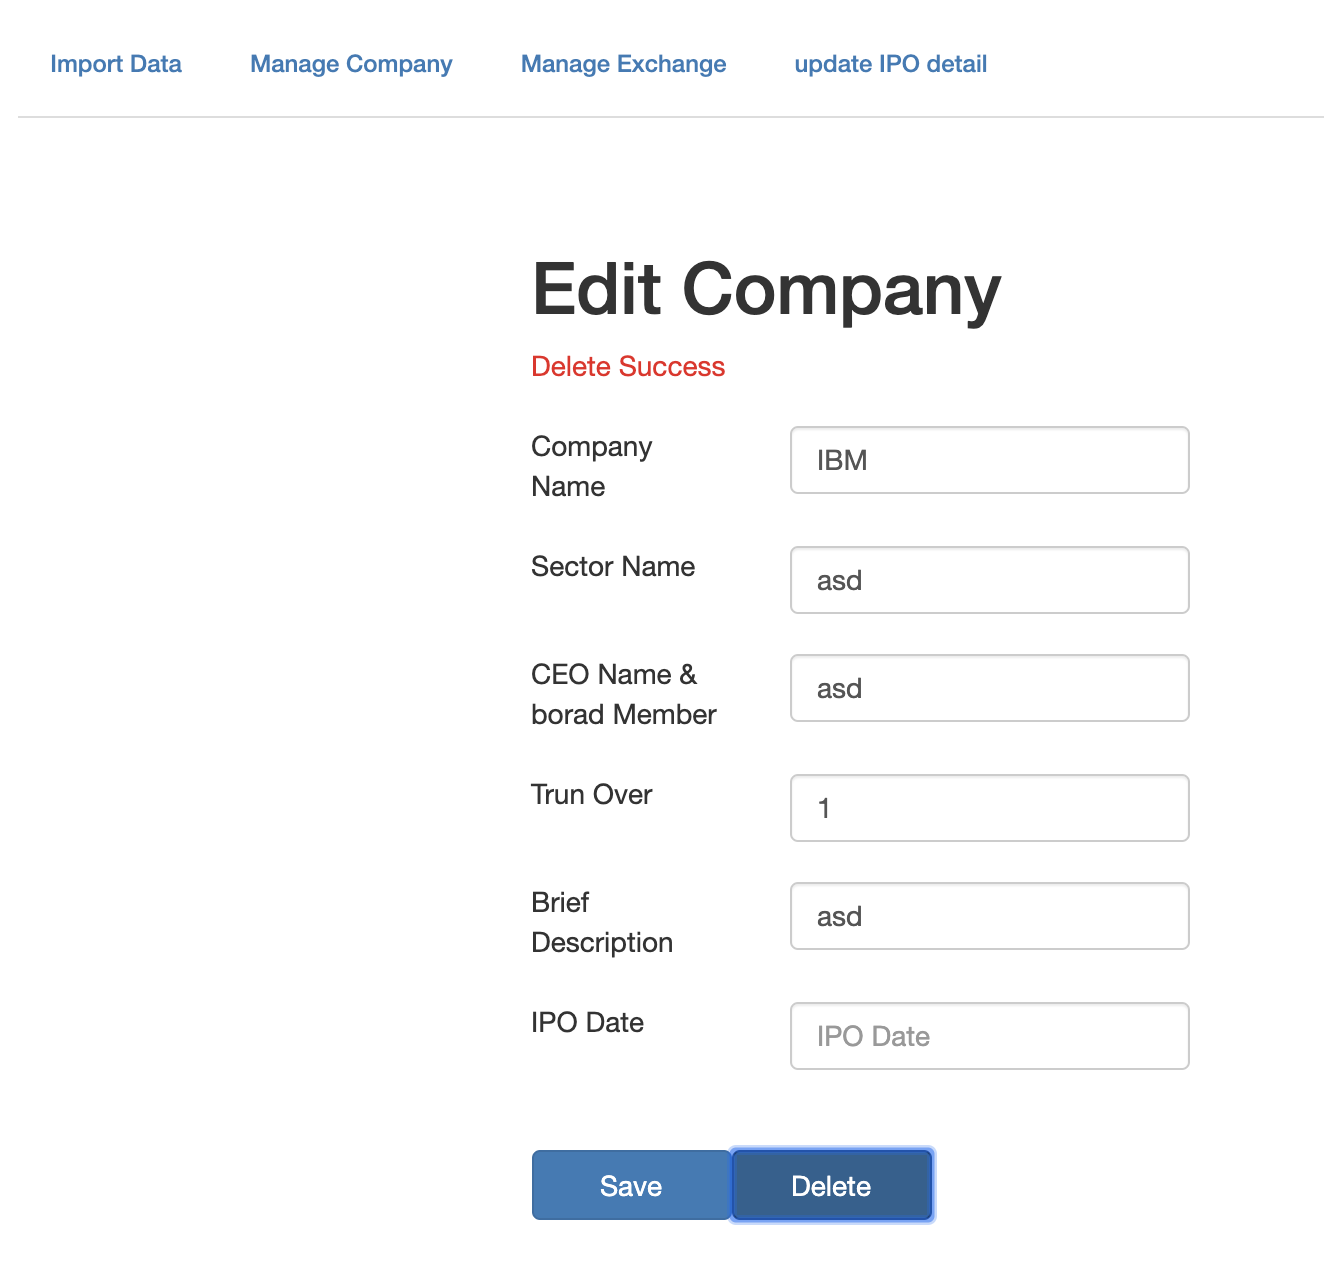 Import Data Manage Company Manage Exchange update IPO detail
Edit Company
Delete Success
Company
Name
IBM
Sector Name
asd
CEO Name &
borad Member
asd
Trun Over
1
Brief
Description
asd
IPO Date
IPO Date
Save Delete